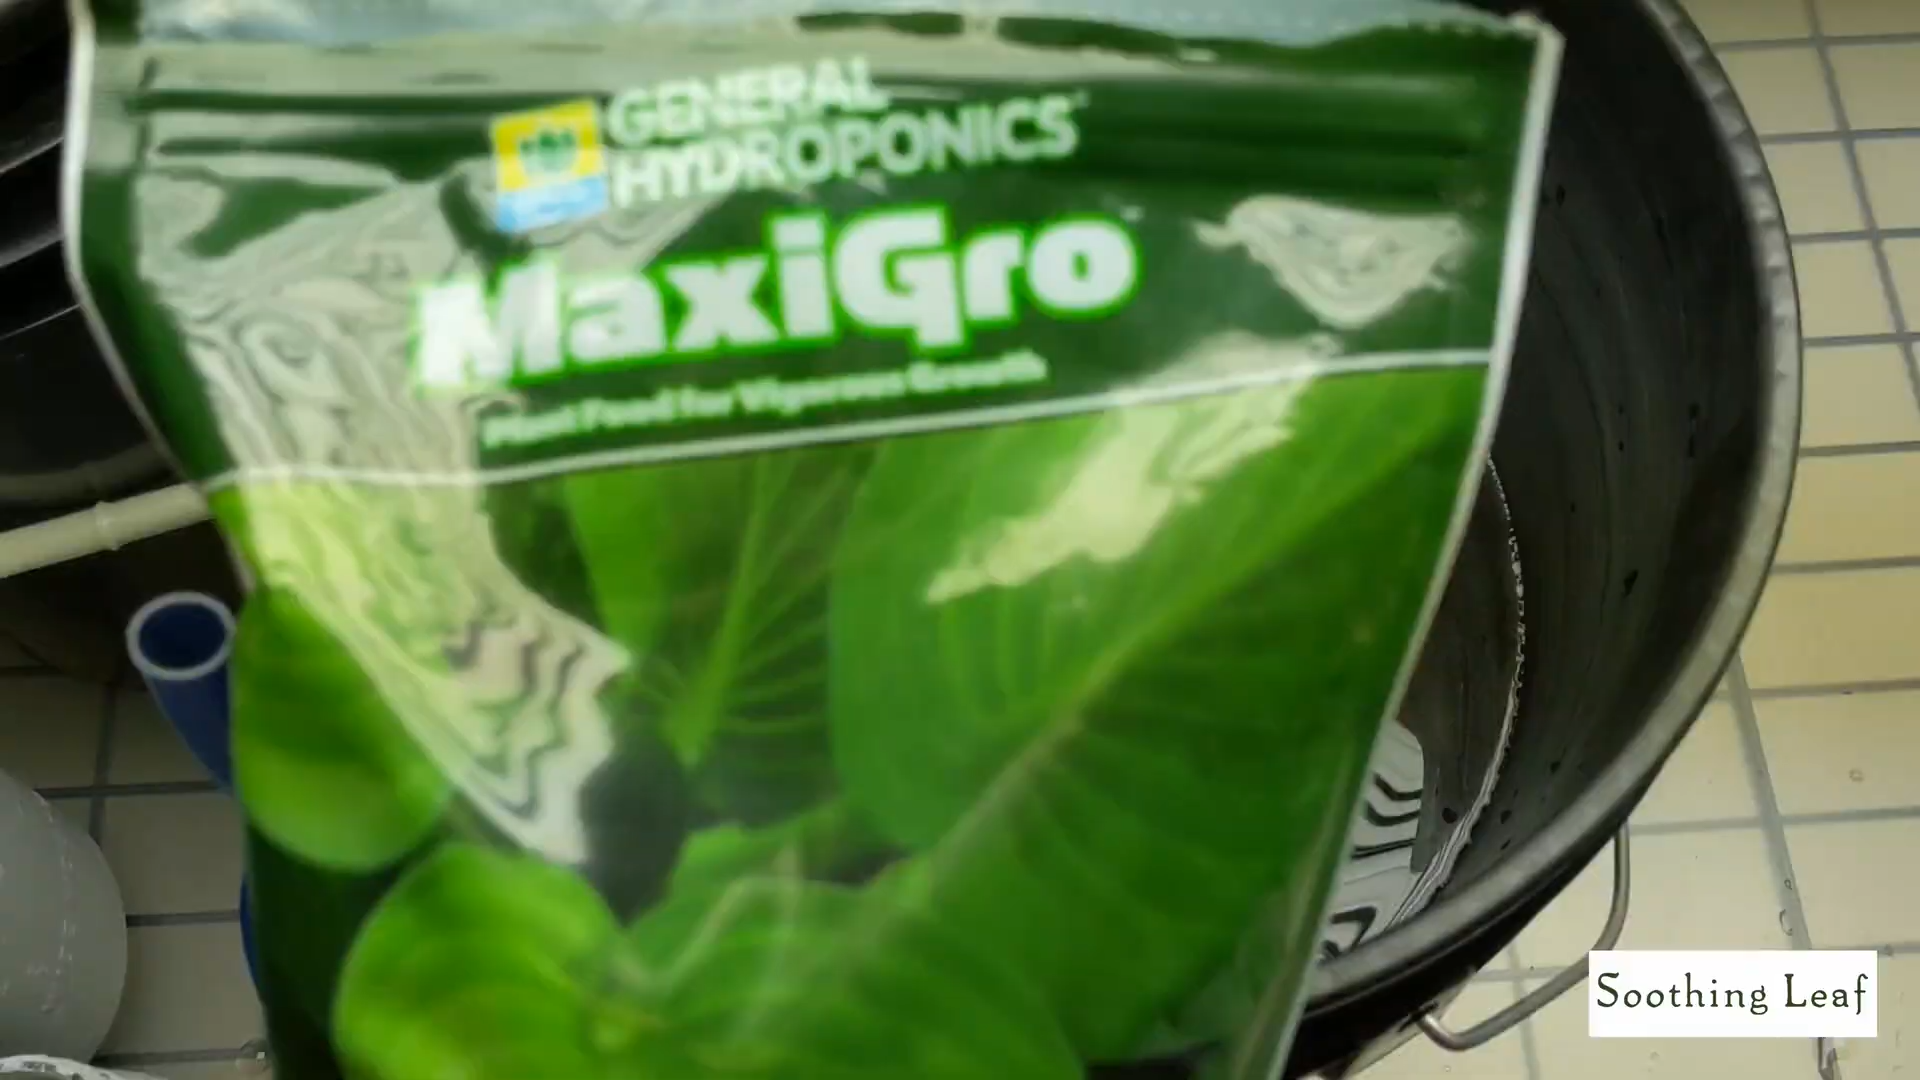 GENERAL
HYDROPONICS
MaxiGro
Plant Food for Vigorous Growth
Soothing Leaf